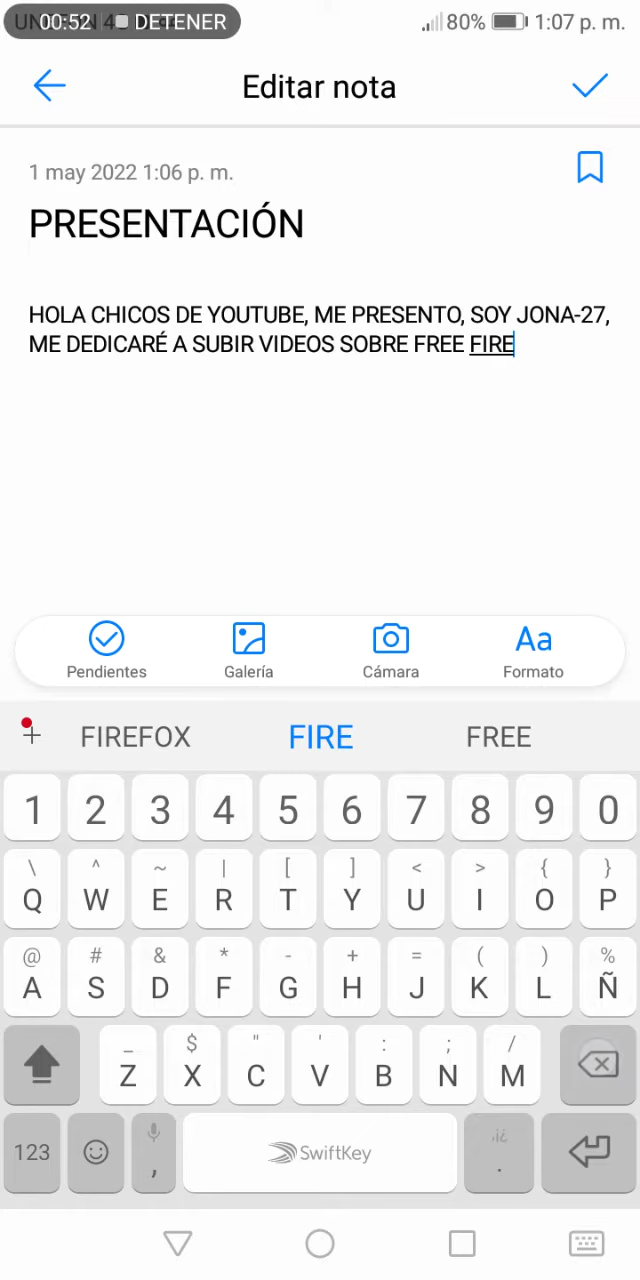 00:52 DETENER 80% 1:07 p. m.
Editar nota
1 may 2022 1:06 p. m.
PRESENTACIÓN
HOLA CHICOS DE YOUTUBE, ME PRESENTO, SOY JONA-27,
ME DEDICARÉ A SUBIR VIDEOS SOBRE FREE FIRE
Pendientes Galería Cámara Formato
+ FIREFOX FIRE FREE
1 2 3 4 5 6 7 8 9 0
\ ^ ~ | [ ] < > { }
Q W E R T Y U I O P
@ # & * - + = ( ) %
A S D F G H J K L Ñ
_ $ " ' : ; /
Z X C V B N M
123 , SwiftKey .